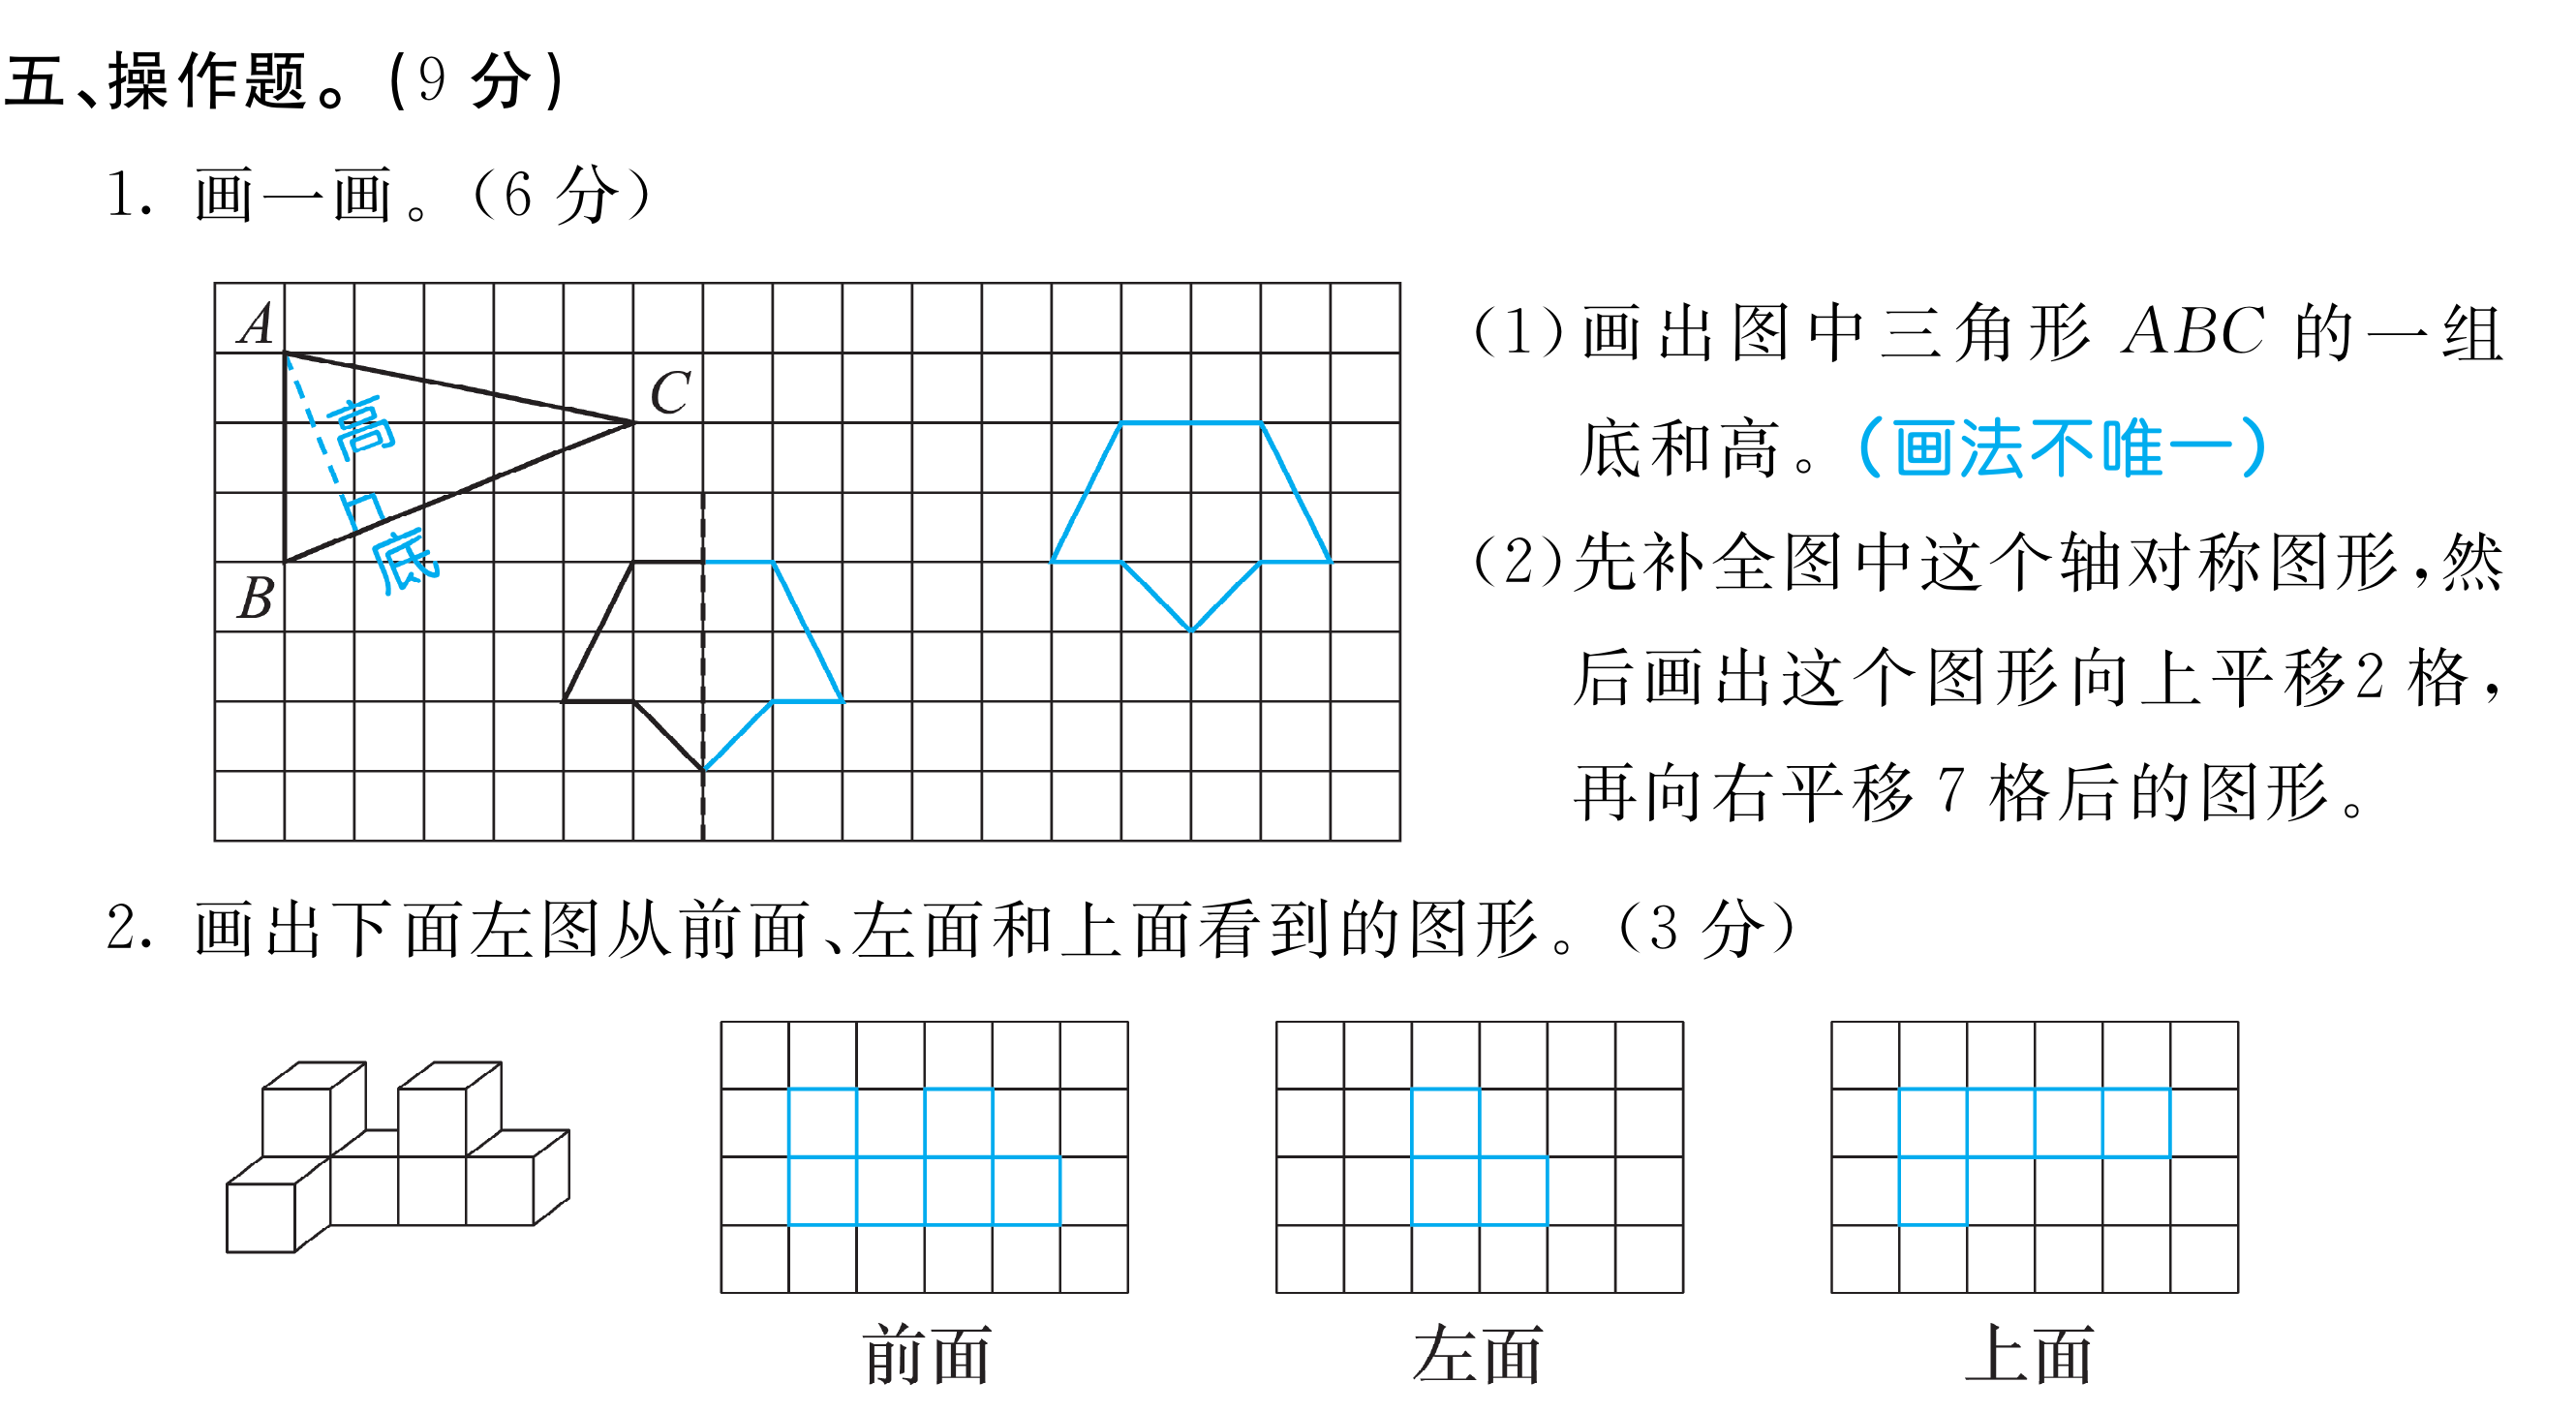 五、操作题。(9 分)
1. 画一画。(6 分)
A
C
高
底
B
(1)画出图中三角形 ABC 的一组
底和高。(画法不唯一)
(2)先补全图中这个轴对称图形,然
后画出这个图形向上平移2 格,
再向右平移 7 格后的图形。
2. 画出下面左图从前面、左面和上面看到的图形。(3 分)
前面 左面 上面